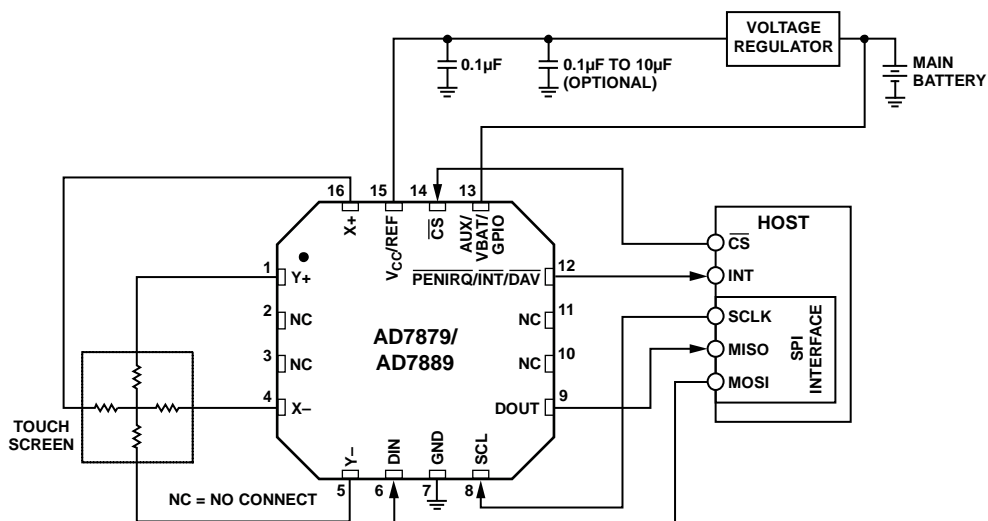 VOLTAGE
REGULATOR
0.1µF
0.1µF TO 10µF
(OPTIONAL)
MAIN
BATTERY
16
15
14
13
X+
VCC/REF
CS
AUX/
VBAT/
GPIO
HOST
CS
1
Y+
PENIRQ/INT/DAV
12
INT
2
NC
NC
11
SCLK
AD7879/
AD7889
3
NC
NC
10
MISO
SPI
INTERFACE
4
X–
DOUT
9
MOSI
TOUCH
SCREEN
Y–
DIN
GND
SCL
NC = NO CONNECT
5
6
7
8